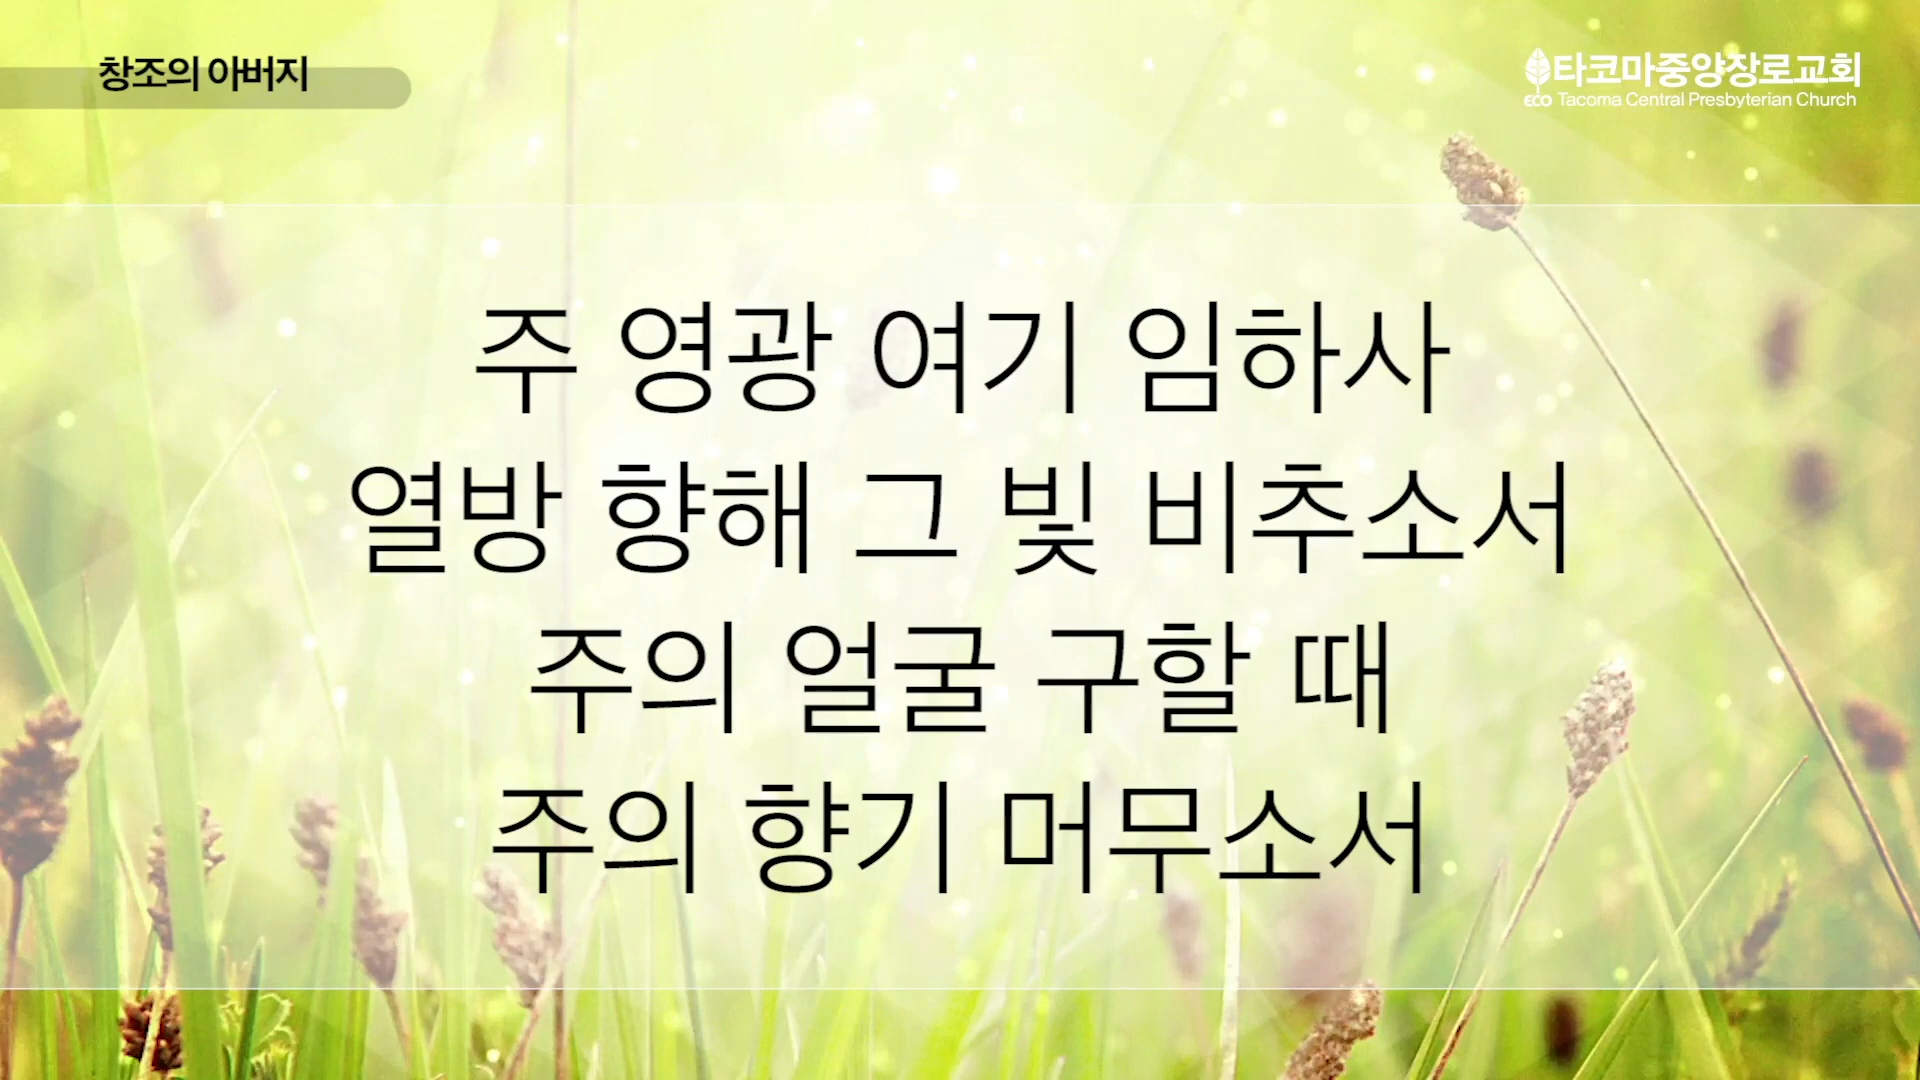 창조의 아버지
타코마중앙장로교회
ECO Tacoma Central Presbyterian Church
주 영광 여기 임하사
열방 향해 그 빛 비추소서
주의 얼굴 구할 때
주의 향기 머무소서